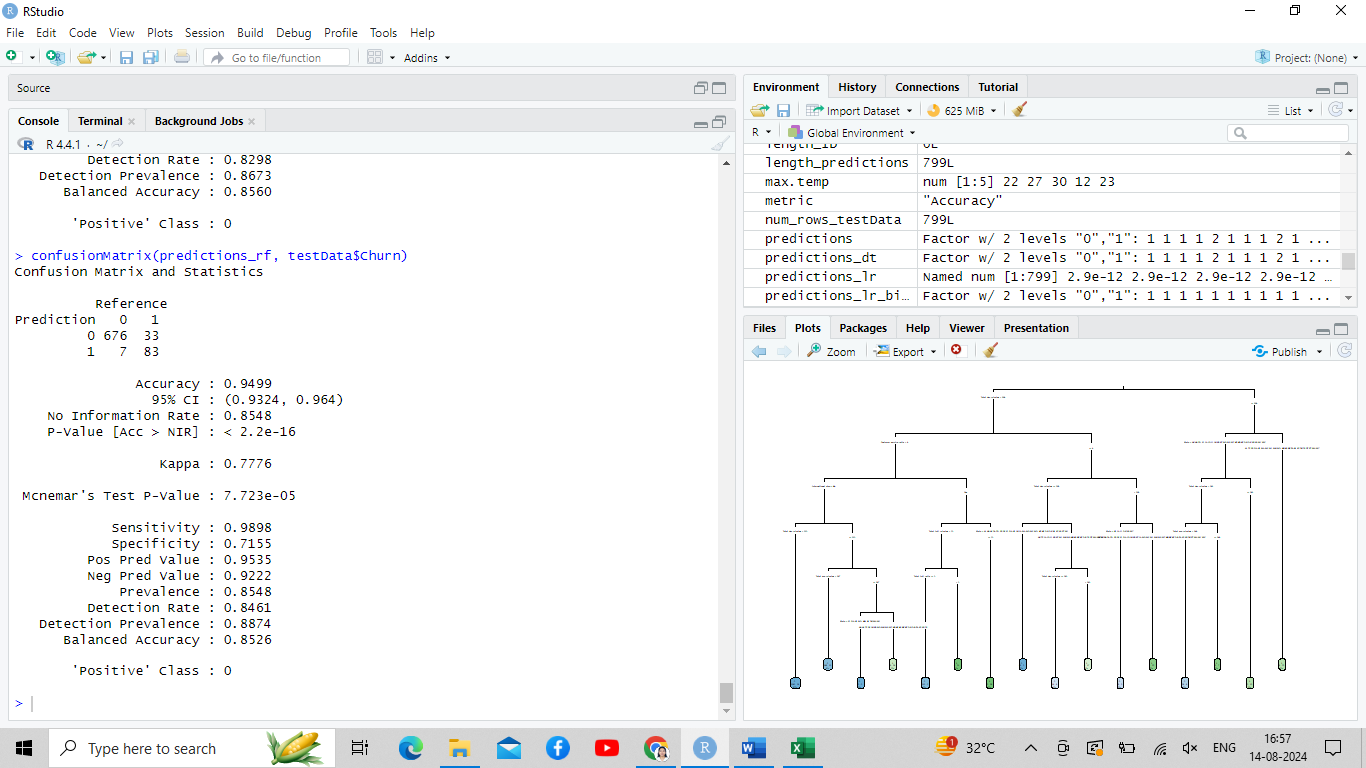 RStudio
File Edit Code View Plots Session Build Debug Profile Tools Help
Go to file/function Addins Project: (None)
Source
Console Terminal Background Jobs
R 4.4.1 · ~/
Detection Rate : 0.8298
Detection Prevalence : 0.8673
Balanced Accuracy : 0.8560
'Positive' Class : 0
> confusionMatrix(predictions_rf, testData$Churn)
Confusion Matrix and Statistics
Reference
Prediction 0 1
0 676 33
1 7 83
Accuracy : 0.9499
95% CI : (0.9324, 0.964)
No Information Rate : 0.8548
P-Value [Acc > NIR] : < 2.2e-16
Kappa : 0.7776
Mcnemar's Test P-Value : 7.723e-05
Sensitivity : 0.9898
Specificity : 0.7155
Pos Pred Value : 0.9535
Neg Pred Value : 0.9222
Prevalence : 0.8548
Detection Rate : 0.8461
Detection Prevalence : 0.8874
Balanced Accuracy : 0.8526
'Positive' Class : 0
>
Environment History Connections Tutorial
Import Dataset 625 MiB List
R Global Environment
length_ID 0L
length_predictions 799L
max.temp num [1:5] 22 27 30 12 23
metric "Accuracy"
num_rows_testData 799L
predictions Factor w/ 2 levels "0","1": 1 1 1 1 2 1 1 1 2 1 ...
predictions_dt Factor w/ 2 levels "0","1": 1 1 1 1 2 1 1 1 2 1 ...
predictions_lr Named num [1:799] 2.9e-12 2.9e-12 2.9e-12 2.9e-12 …
predictions_lr_bi… Factor w/ 2 levels "0","1": 1 1 1 1 1 1 1 1 1 1 ...
Files Plots Packages Help Viewer Presentation
Zoom Export Publish
Type here to search
32°C
ENG
16:57
14-08-2024